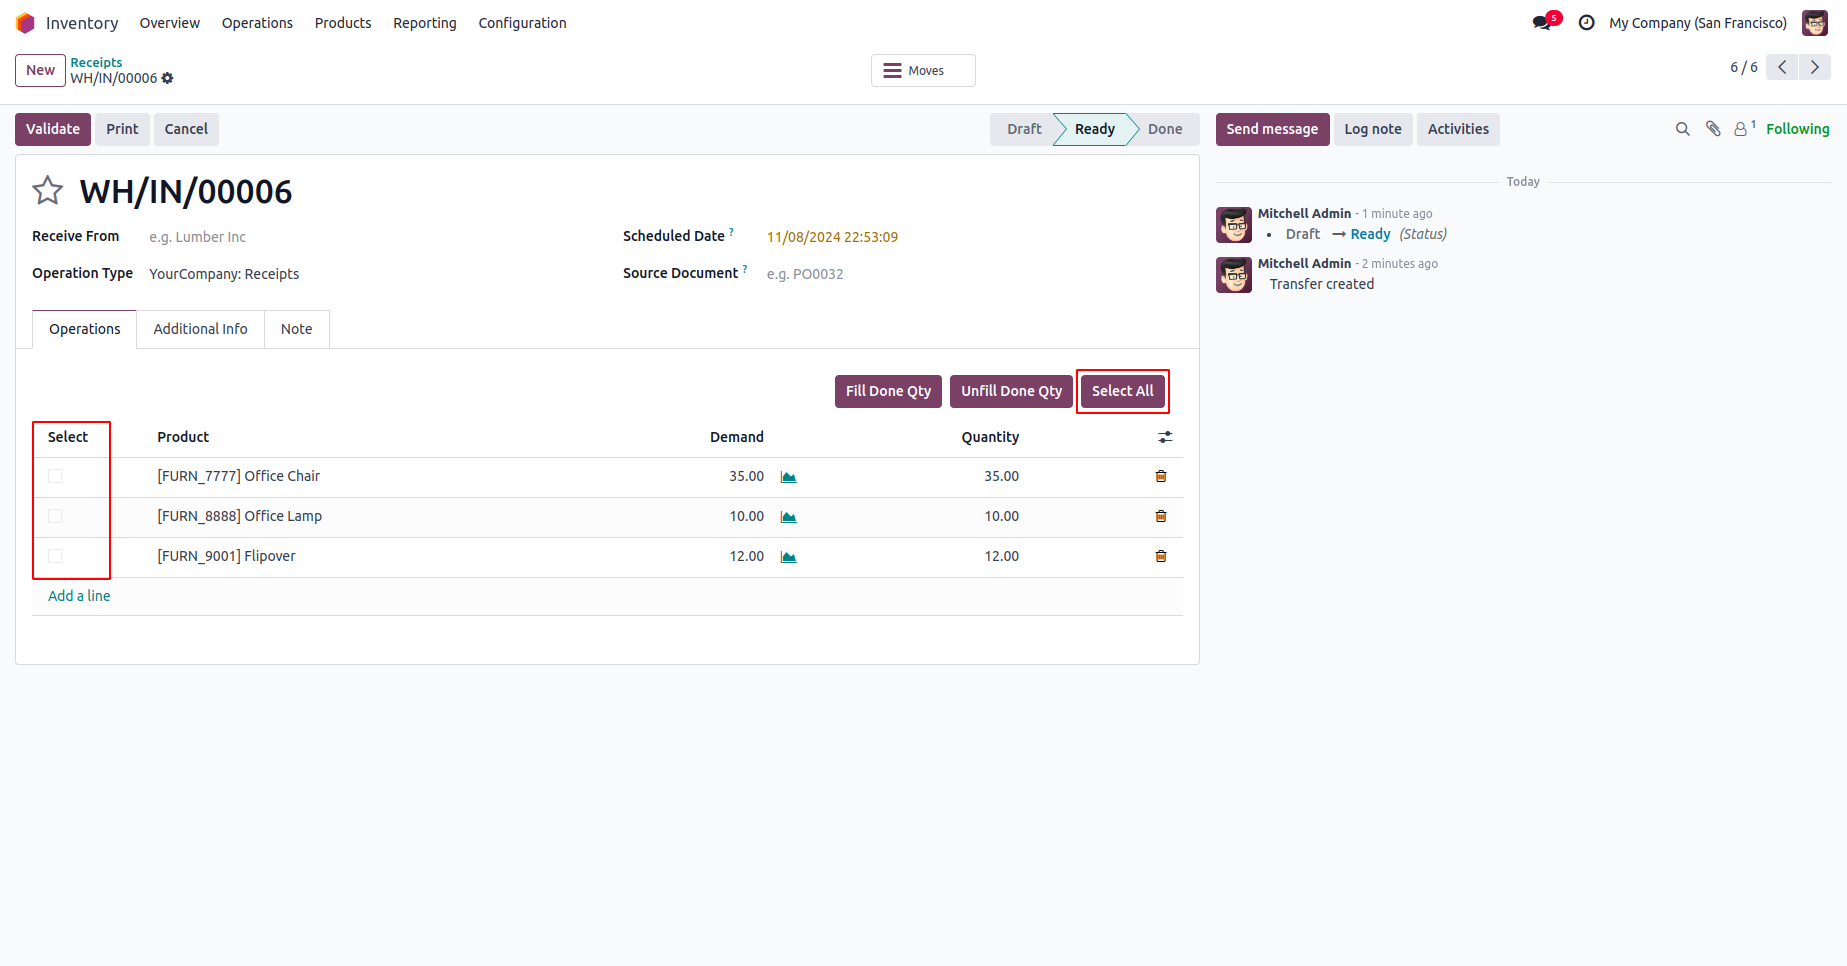 Inventory Overview Operations Products Reporting Configuration 5 My Company (San Francisco)
New Receipts Moves 6 / 6
WH/IN/00006
Validate Print Cancel Draft Ready Done Send message Log note Activities 1 Following
WH/IN/00006
Today
Receive From e.g. Lumber Inc Scheduled Date ? 11/08/2024 22:53:09
Operation Type YourCompany: Receipts Source Document ? e.g. PO0032
Mitchell Admin - 1 minute ago
• Draft → Ready (Status)
Mitchell Admin - 2 minutes ago
Transfer created
Operations Additional Info Note
Fill Done Qty Unfill Done Qty Select All
Select Product Demand Quantity
[FURN_7777] Office Chair 35.00 35.00
[FURN_8888] Office Lamp 10.00 10.00
[FURN_9001] Flipover 12.00 12.00
Add a line